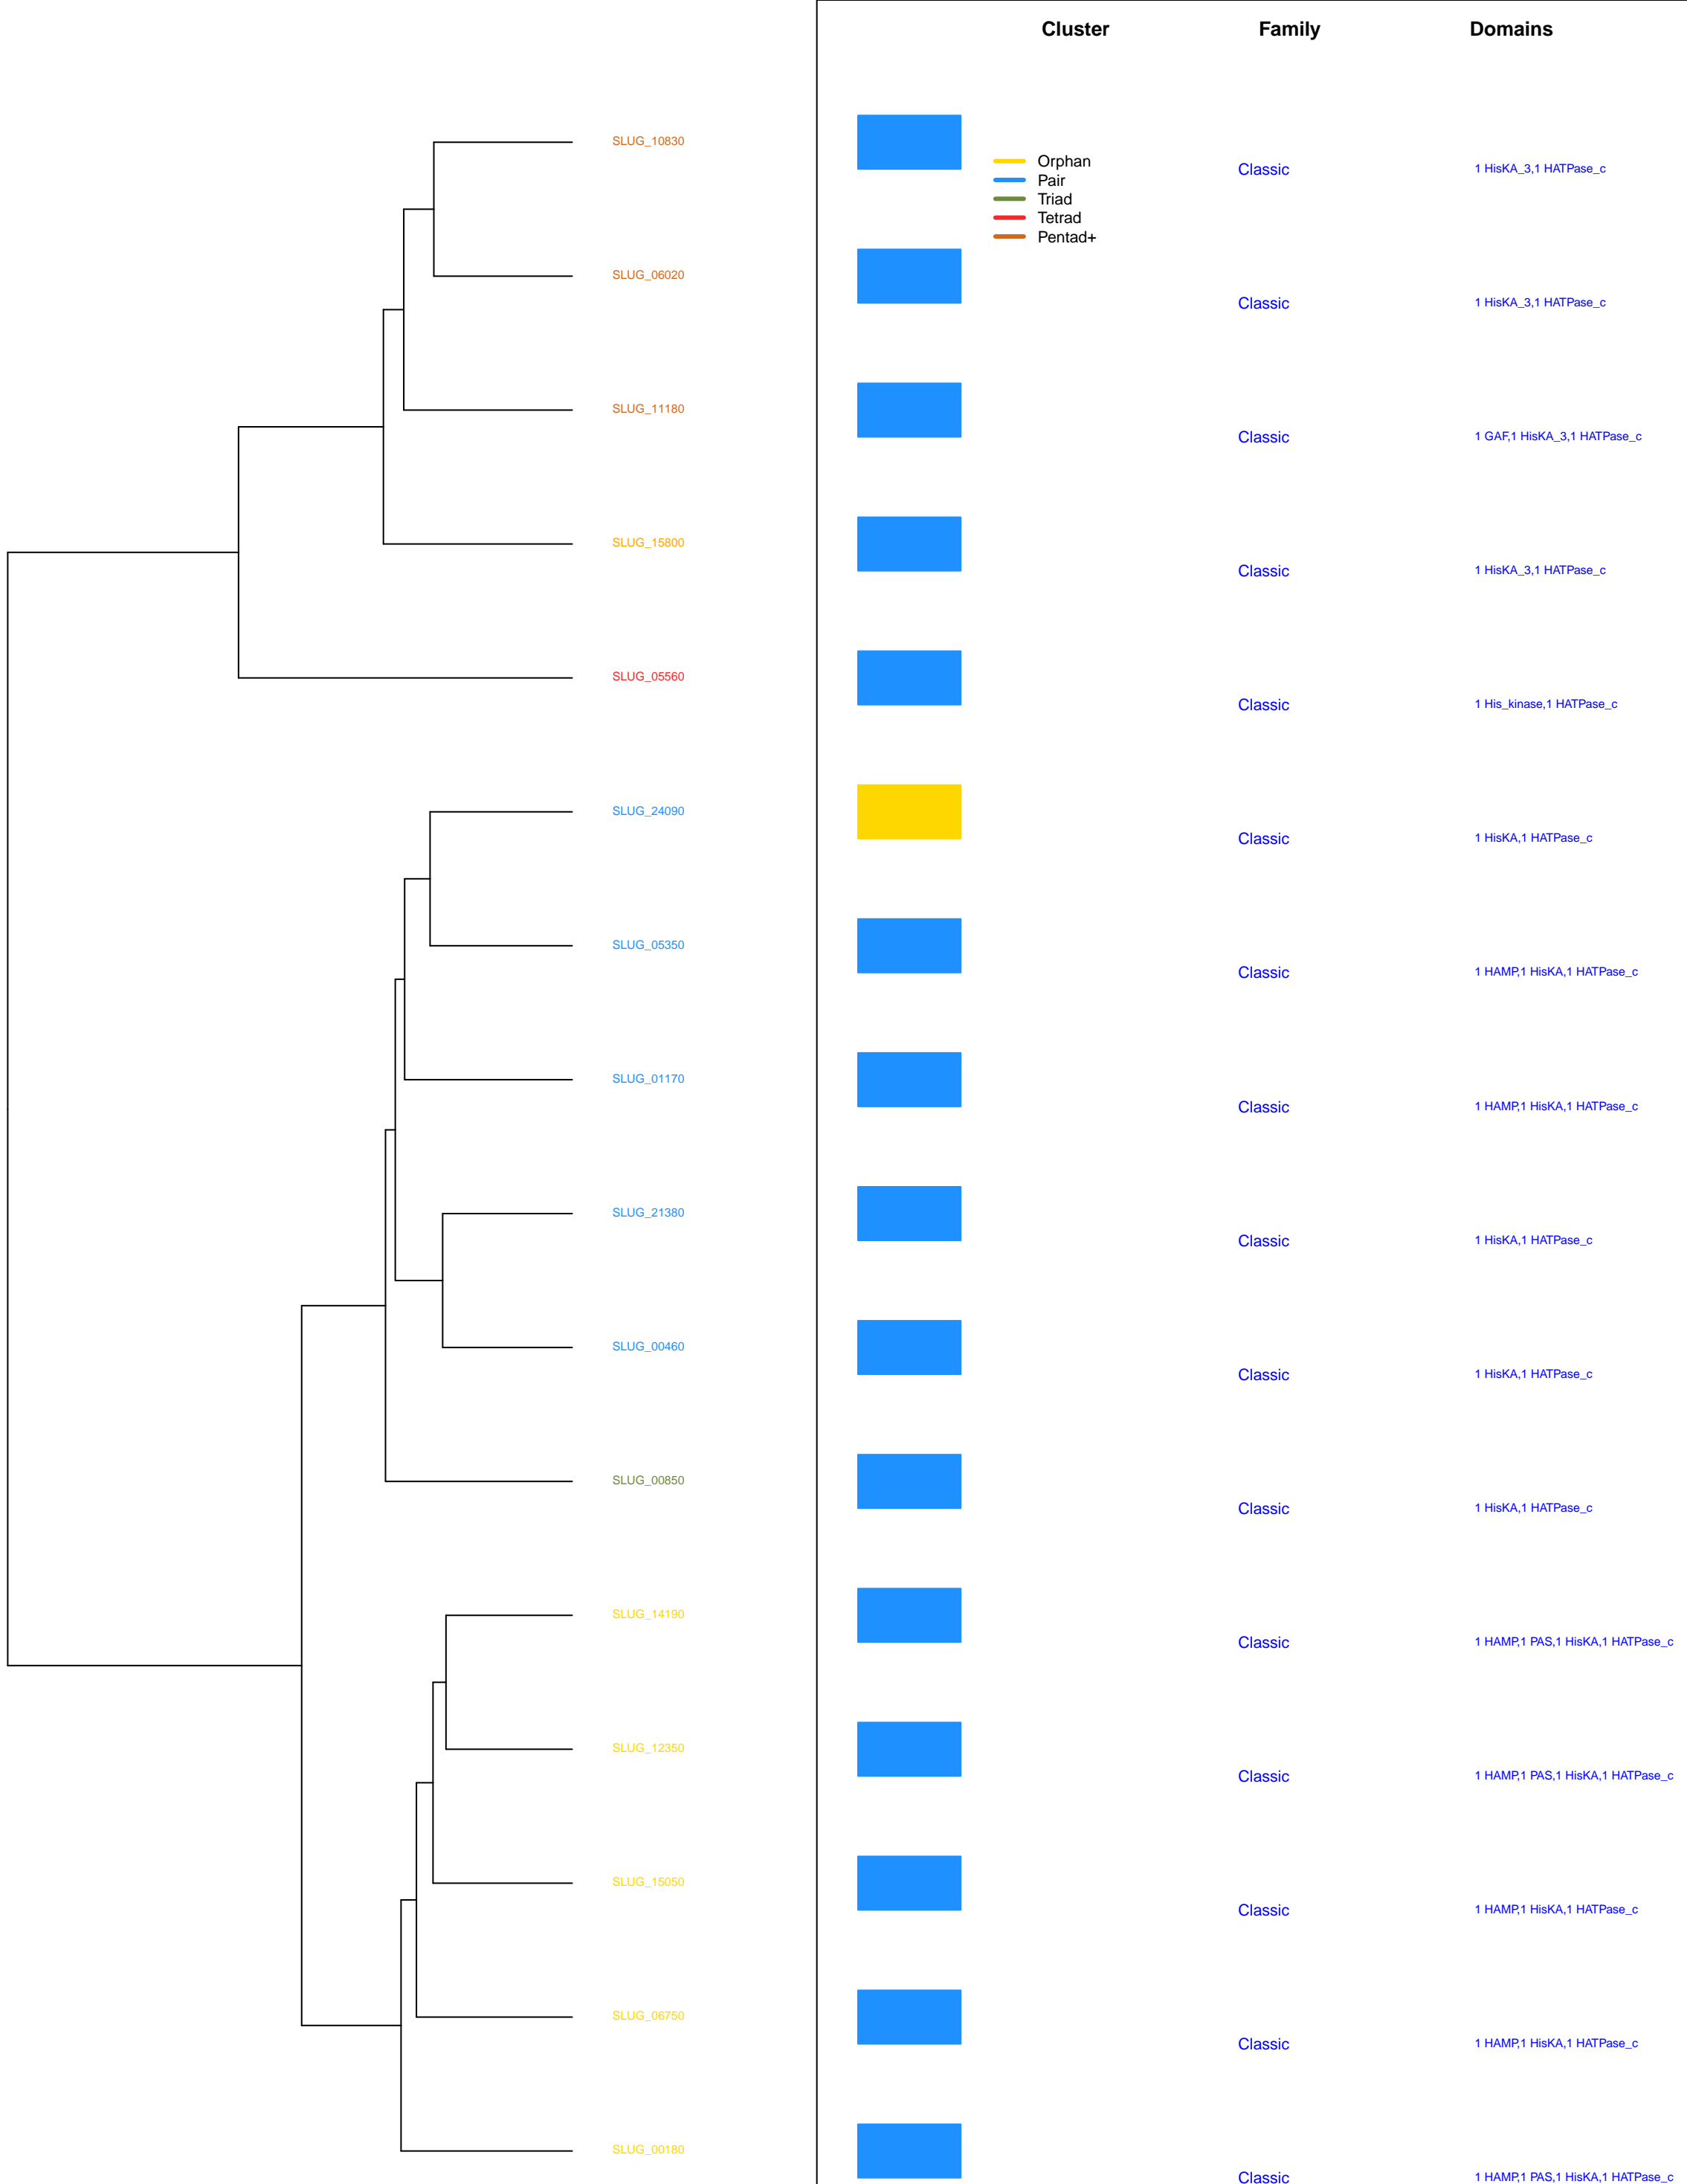 Cluster Family Domains
SLUG_10830
Orphan
Classic 1 HisKA_3,1 HATPase_c
Pair
Triad
Tetrad
Pentad+
SLUG_06020
Classic 1 HisKA_3,1 HATPase_c
SLUG_11180
Classic 1 GAF,1 HisKA_3,1 HATPase_c
SLUG_15800
Classic 1 HisKA_3,1 HATPase_c
SLUG_05560
Classic 1 His_kinase,1 HATPase_c
SLUG_24090
Classic 1 HisKA,1 HATPase_c
SLUG_05350
Classic 1 HAMP,1 HisKA,1 HATPase_c
SLUG_01170
Classic 1 HAMP,1 HisKA,1 HATPase_c
SLUG_21380
Classic 1 HisKA,1 HATPase_c
SLUG_00460
Classic 1 HisKA,1 HATPase_c
SLUG_00850
Classic 1 HisKA,1 HATPase_c
SLUG_14190
Classic 1 HAMP,1 PAS,1 HisKA,1 HATPase_c
SLUG_12350
Classic 1 HAMP,1 PAS,1 HisKA,1 HATPase_c
SLUG_15050
Classic 1 HAMP,1 HisKA,1 HATPase_c
SLUG_06750
Classic 1 HAMP,1 HisKA,1 HATPase_c
SLUG_00180
Classic 1 HAMP,1 PAS,1 HisKA,1 HATPase_c